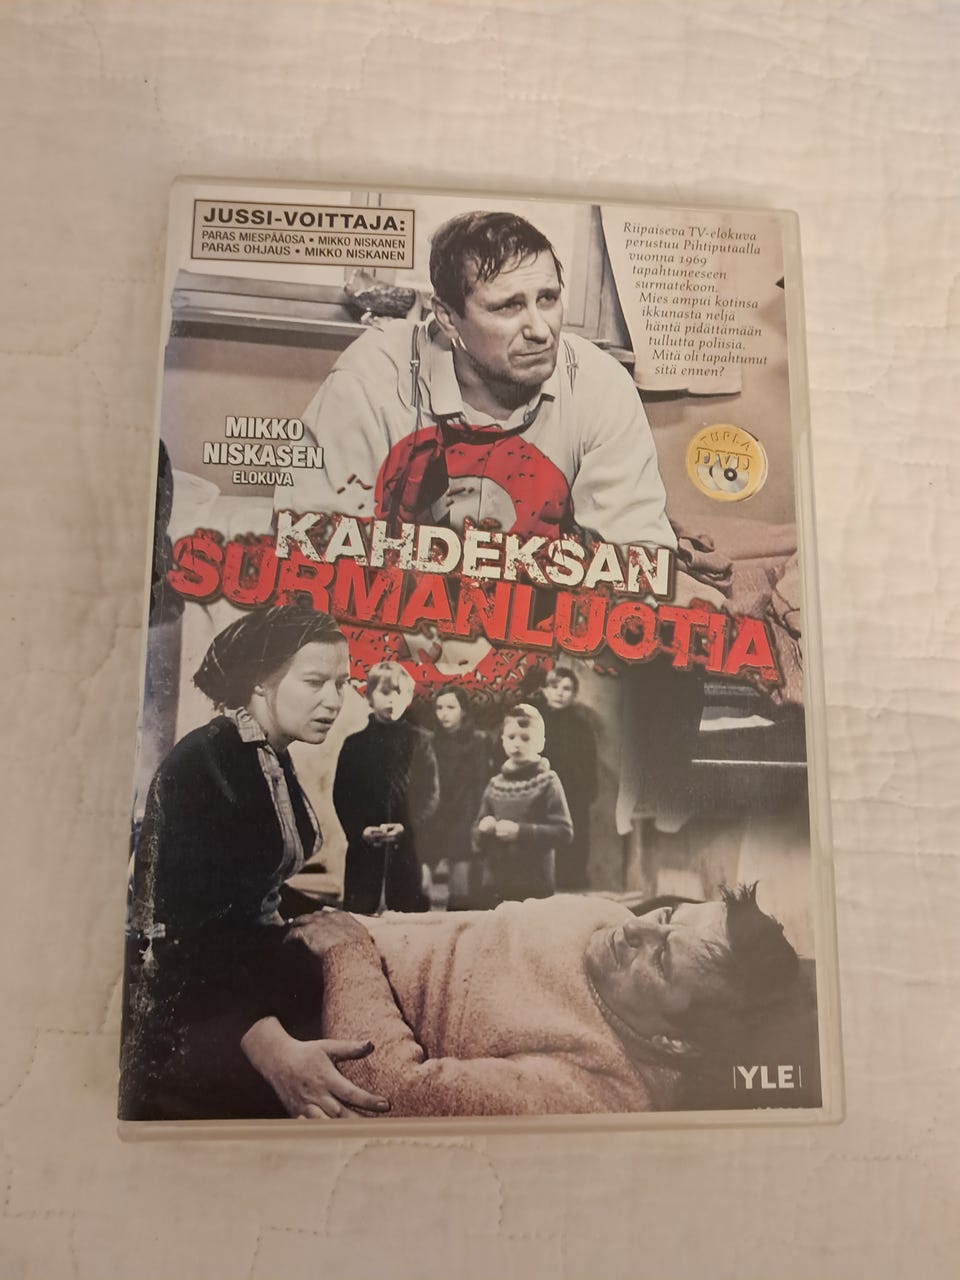 JUSSI-VOITTAJA:
PARAS MIESPÄÄOSA • MIKKO NISKANEN
PARAS OHJAUS • MIKKO NISKANEN
Riipaiseva TV-elokuva
perustuu Pihtiputaalla
vuonna 1969
tapahtuneeseen
surmatekoon.
Mies ampui kotinsa
ikkunasta neljä
häntä pidättämään
tullutta poliisia.
Mitä oli tapahtunut
sitä ennen?
MIKKO
NISKASEN
ELOKUVA
TUPLA
DVD
8
KAHDEKSAN
SURMANLUOTIA
YLE